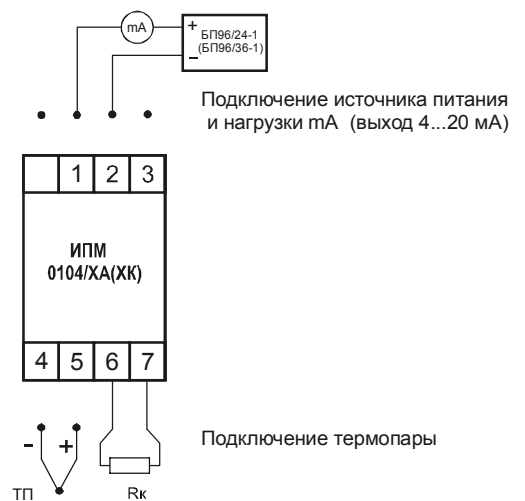 mA
+
БП96/24-1
(БП96/36-1)
–
Подключение источника питания
и нагрузки mA (выход 4...20 мА)
1 2 3
ИПМ
0104/ХА(ХК)
4 5 6 7
- +
Подключение термопары
ТП Rк